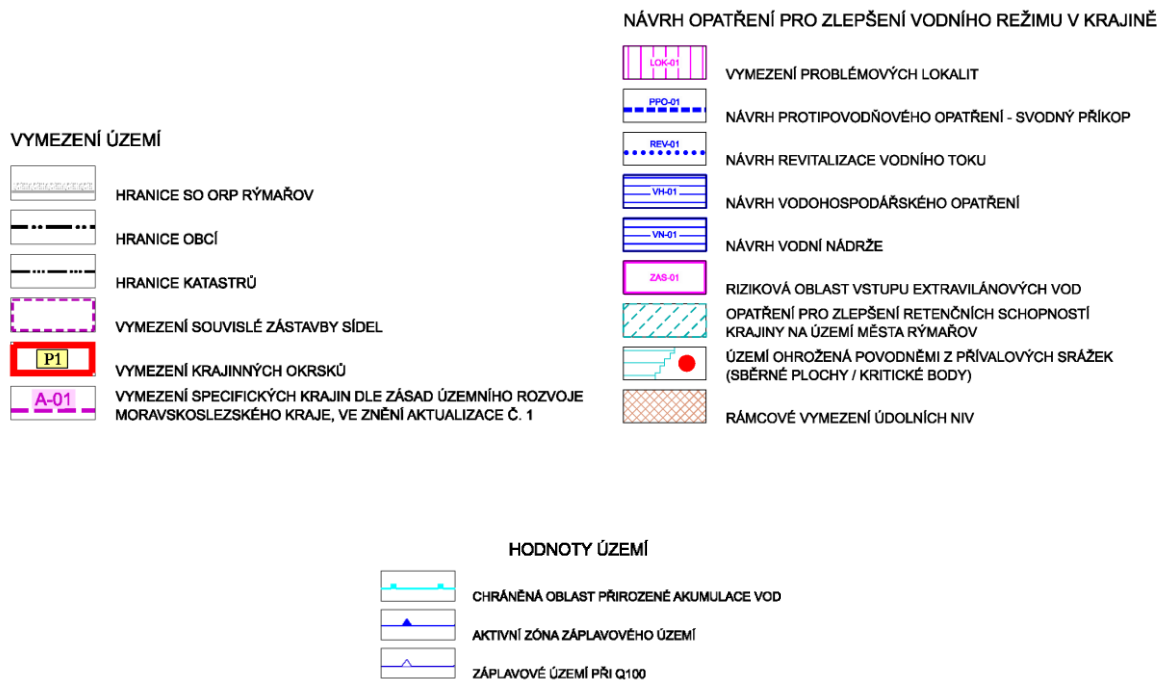 VYMEZENÍ ÚZEMÍ
HRANICE SO ORP RÝMAŘOV
HRANICE OBCÍ
HRANICE KATASTRŮ
VYMEZENÍ SOUVISLÉ ZÁSTAVBY SÍDEL
P1
VYMEZENÍ KRAJINNÝCH OKRSKŮ
A-01
VYMEZENÍ SPECIFICKÝCH KRAJIN DLE ZÁSAD ÚZEMNÍHO ROZVOJE
MORAVSKOSLEZSKÉHO KRAJE, VE ZNĚNÍ AKTUALIZACE Č. 1
NÁVRH OPATŘENÍ PRO ZLEPŠENÍ VODNÍHO REŽIMU V KRAJINĚ
LOK-01
VYMEZENÍ PROBLÉMOVÝCH LOKALIT
PPO-01
NÁVRH PROTIPOVODŇOVÉHO OPATŘENÍ - SVODNÝ PŘÍKOP
REV-01
NÁVRH REVITALIZACE VODNÍHO TOKU
VH-01
NÁVRH VODOHOSPODÁŘSKÉHO OPATŘENÍ
VN-01
NÁVRH VODNÍ NÁDRŽE
ZAS-01
RIZIKOVÁ OBLAST VSTUPU EXTRAVILÁNOVÝCH VOD
OPATŘENÍ PRO ZLEPŠENÍ RETENČNÍCH SCHOPNOSTÍ
KRAJINY NA ÚZEMÍ MĚSTA RÝMAŘOV
ÚZEMÍ OHROŽENÁ POVODNĚMI Z PŘÍVALOVÝCH SRÁŽEK
(SBĚRNÉ PLOCHY / KRITICKÉ BODY)
RÁMCOVÉ VYMEZENÍ ÚDOLNÍCH NIV
HODNOTY ÚZEMÍ
CHRÁNĚNÁ OBLAST PŘIROZENÉ AKUMULACE VOD
AKTIVNÍ ZÓNA ZÁPLAVOVÉHO ÚZEMÍ
ZÁPLAVOVÉ ÚZEMÍ PŘI Q100